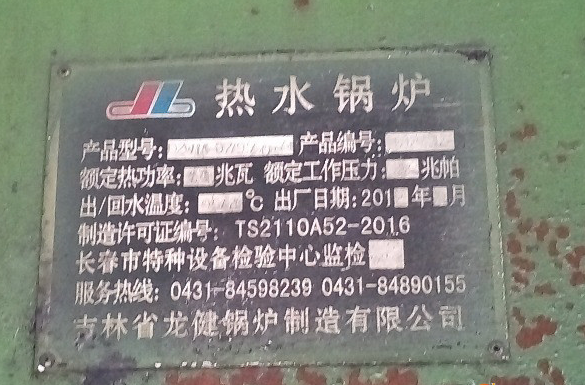 热水锅炉
产品型号: 产品编号:
额定热功率: 兆瓦 额定工作压力: 兆帕
出/回水温度: ℃ 出厂日期: 201 年 月
制造许可证编号: TS2110A52-2016
长春市特种设备检验中心监检
服务热线: 0431-84598239 0431-84890155
吉林省龙健锅炉制造有限公司